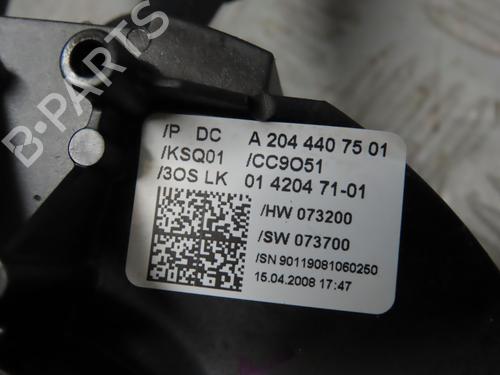 /P DC A 204 440 75 01
/KSQ01 /CC9O51
/3OS LK 01 4204 71-01
/HW 073200
/SW 073700
/SN 90119081060250
15.04.2008 17:47
B-PARTS